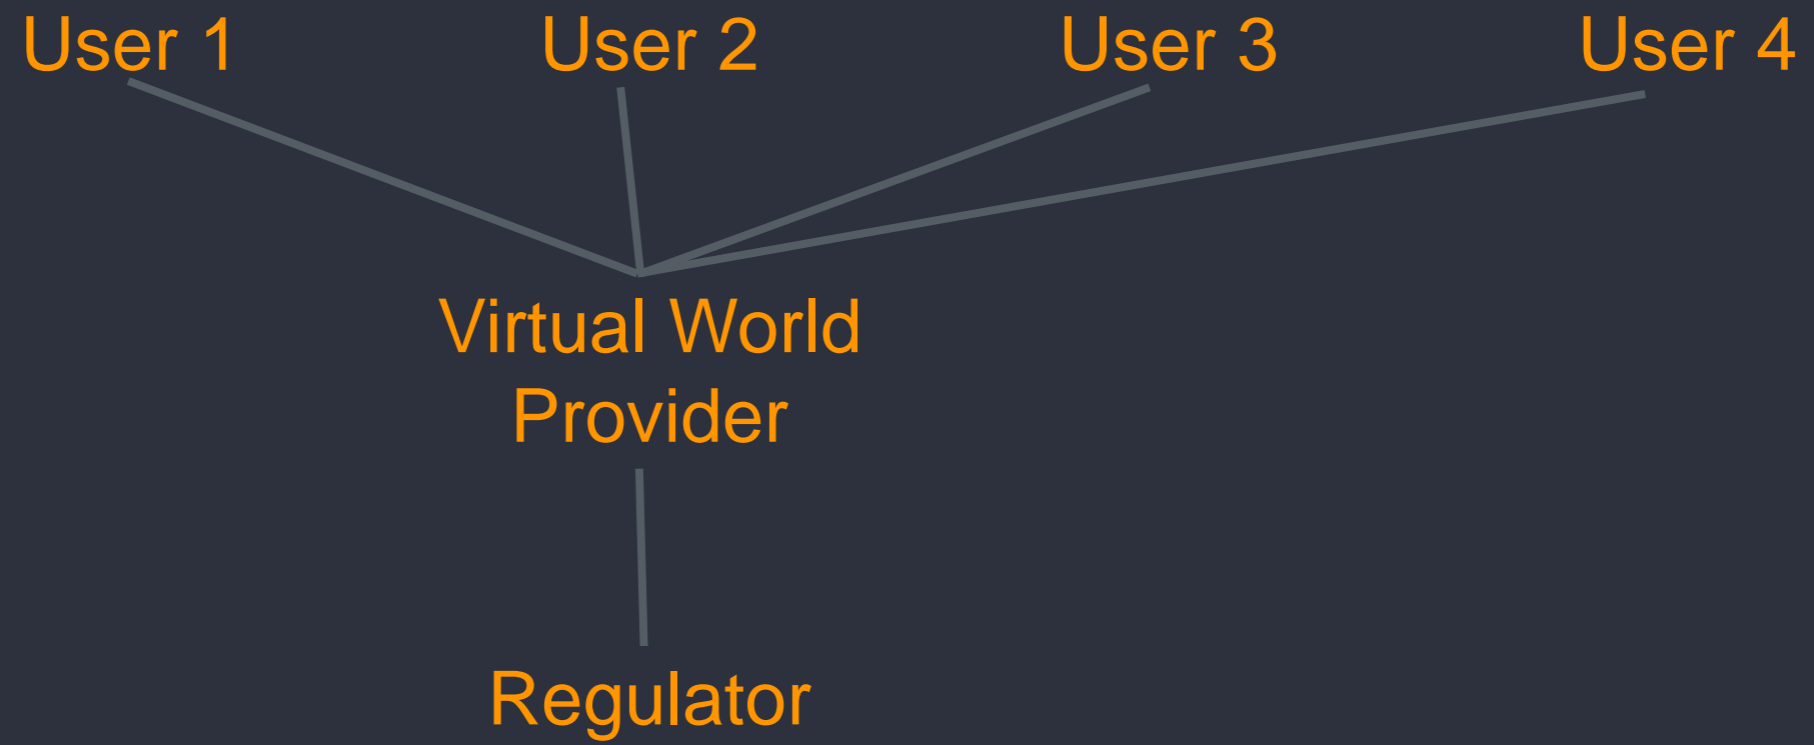 User 1
User 2
User 3
User 4
Virtual World
Provider
Regulator